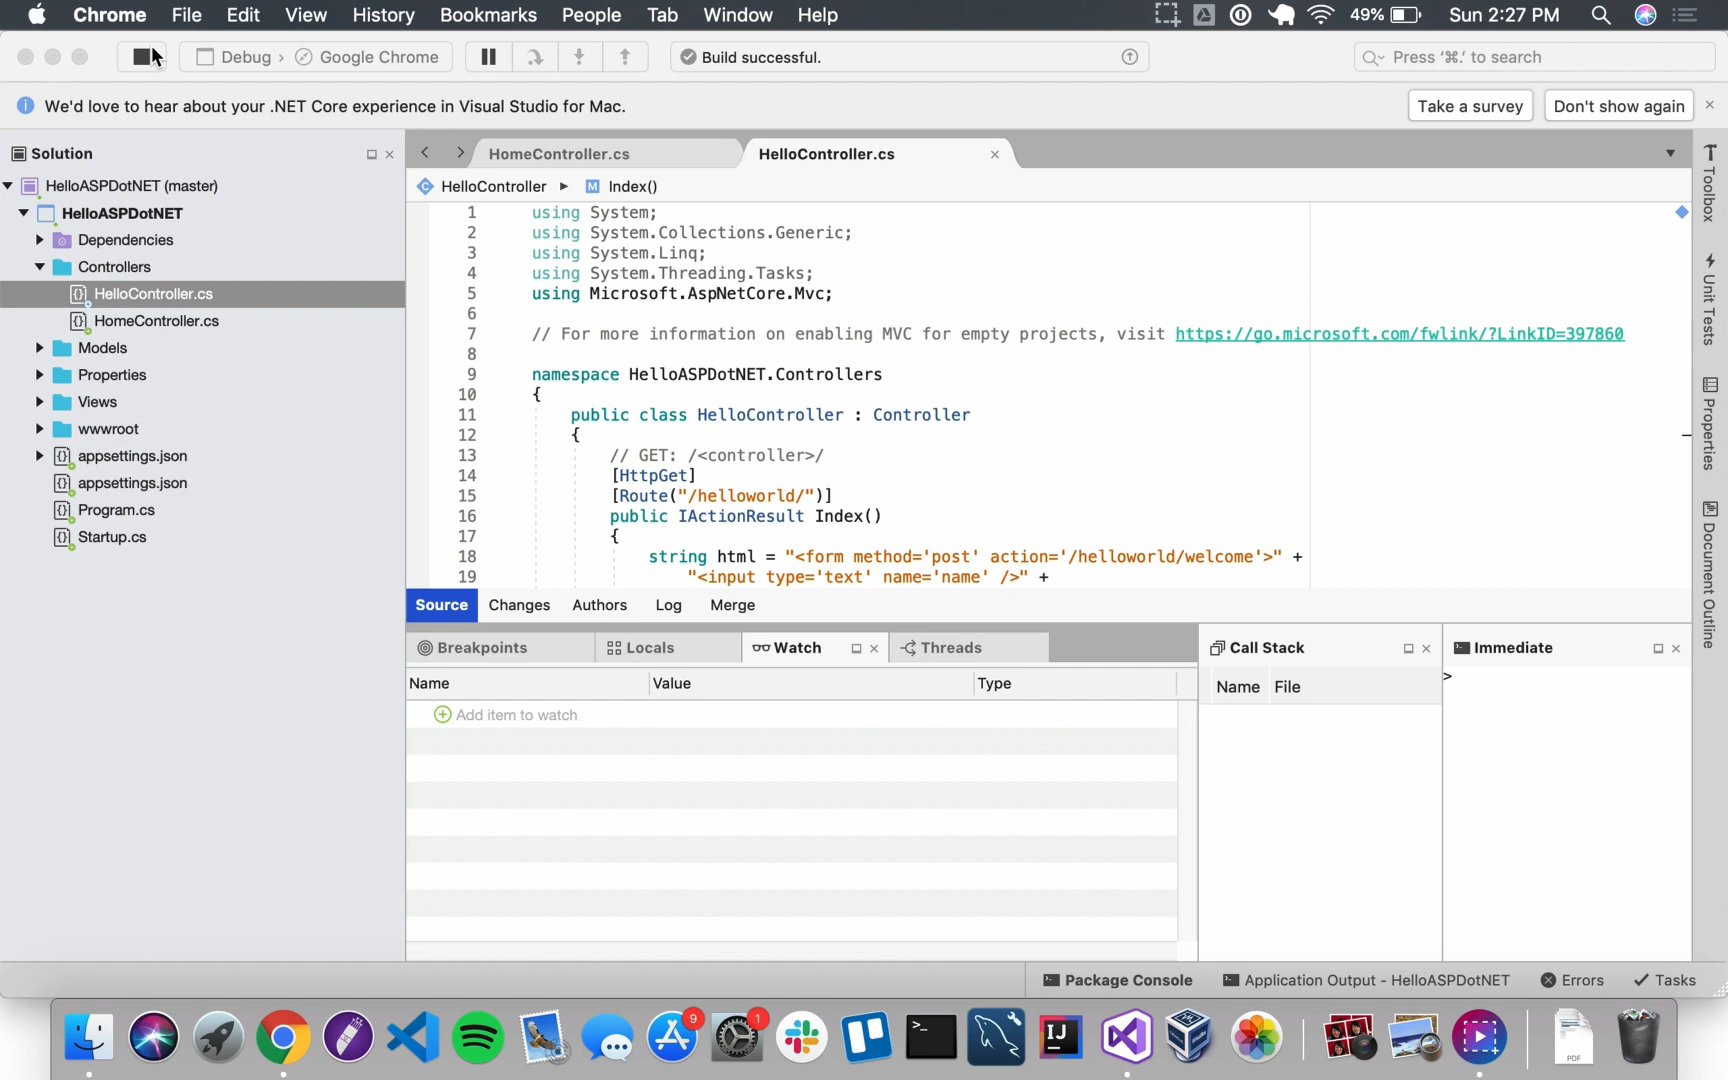 Chrome File Edit View History Bookmarks People Tab Window Help 49% Sun 2:27 PM
Debug › Google Chrome Build successful. Press ‘⌘.’ to search
We'd love to hear about your .NET Core experience in Visual Studio for Mac. Take a survey Don't show again
Solution
HelloASPDotNET (master)
HelloASPDotNET
Dependencies
Controllers
HelloController.cs
HomeController.cs
Models
Properties
Views
wwwroot
appsettings.json
appsettings.json
Program.cs
Startup.cs
HomeController.cs HelloController.cs
HelloController Index()
1 using System;
2 using System.Collections.Generic;
3 using System.Linq;
4 using System.Threading.Tasks;
5 using Microsoft.AspNetCore.Mvc;
6
7 // For more information on enabling MVC for empty projects, visit https://go.microsoft.com/fwlink/?LinkID=397860
8
9 namespace HelloASPDotNET.Controllers
10 {
11 public class HelloController : Controller
12 {
13 // GET: /<controller>/
14 [HttpGet]
15 [Route("/helloworld/")]
16 public IActionResult Index()
17 {
18 string html = "<form method='post' action='/helloworld/welcome'>" +
19 "<input type='text' name='name' />" +
Source Changes Authors Log Merge
Toolbox
Unit Tests
Properties
Document Outline
Breakpoints Locals Watch Threads
Name Value Type
Add item to watch
Call Stack
Name File
Immediate
>
Package Console Application Output - HelloASPDotNET Errors Tasks
9 1
>_
IJ
PDF